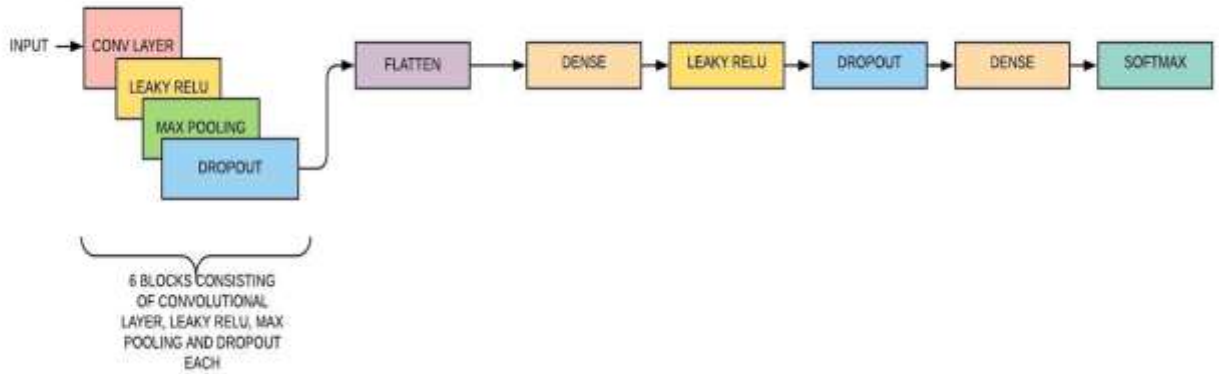 INPUT
CONV LAYER
LEAKY RELU
MAX POOLING
DROPOUT
FLATTEN
DENSE
LEAKY RELU
DROPOUT
DENSE
SOFTMAX
6 BLOCKS CONSISTING
OF CONVOLUTIONAL
LAYER, LEAKY RELU, MAX
POOLING AND DROPOUT
EACH